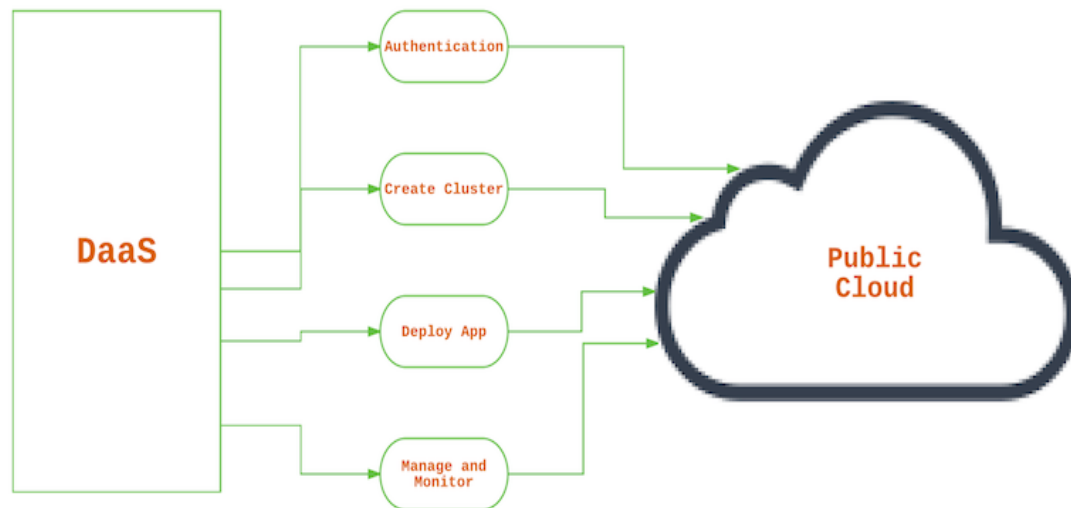 DaaS
Authentication
Create Cluster
Deploy App
Manage and
Monitor
Public
Cloud